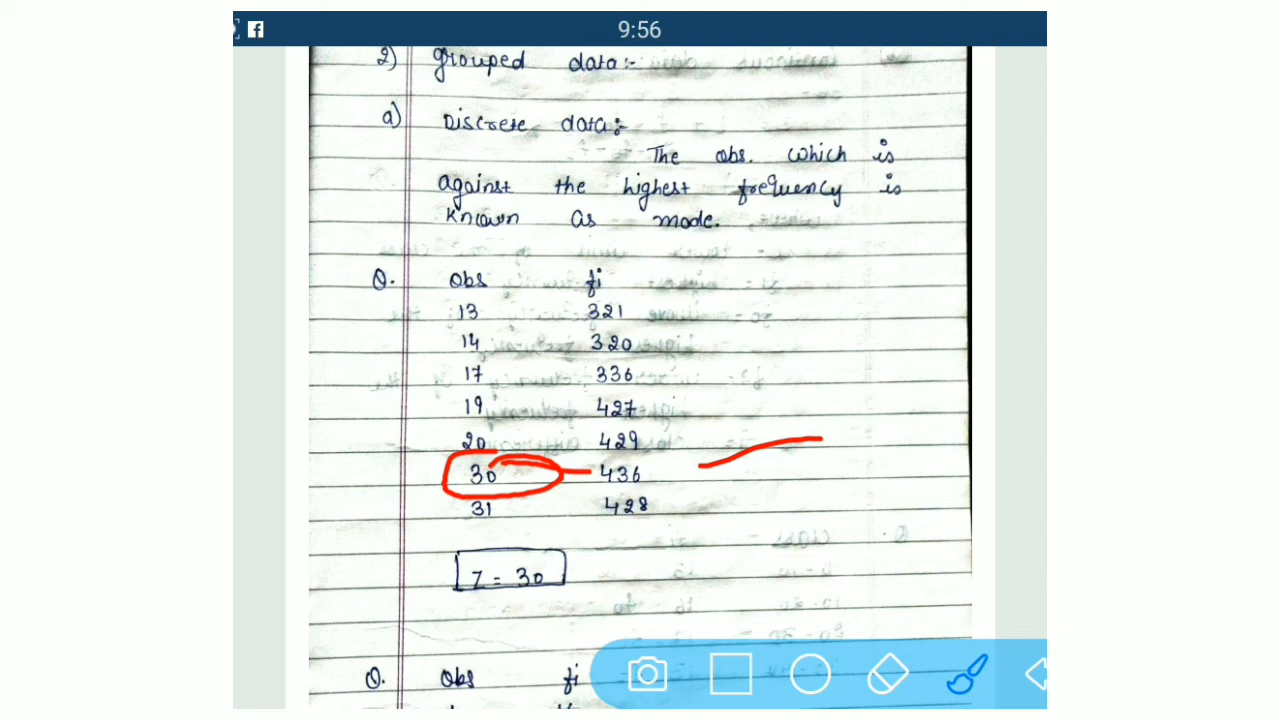 9:56
2) Grouped data:-
a) Discrete data:-
The obs. which is
against the highest frequency is
known as mode.
Q. Obs fi
13 321
14 320
17 336
19 427
20 429
30 436
31 428
Z = 30
Q. Obs fi